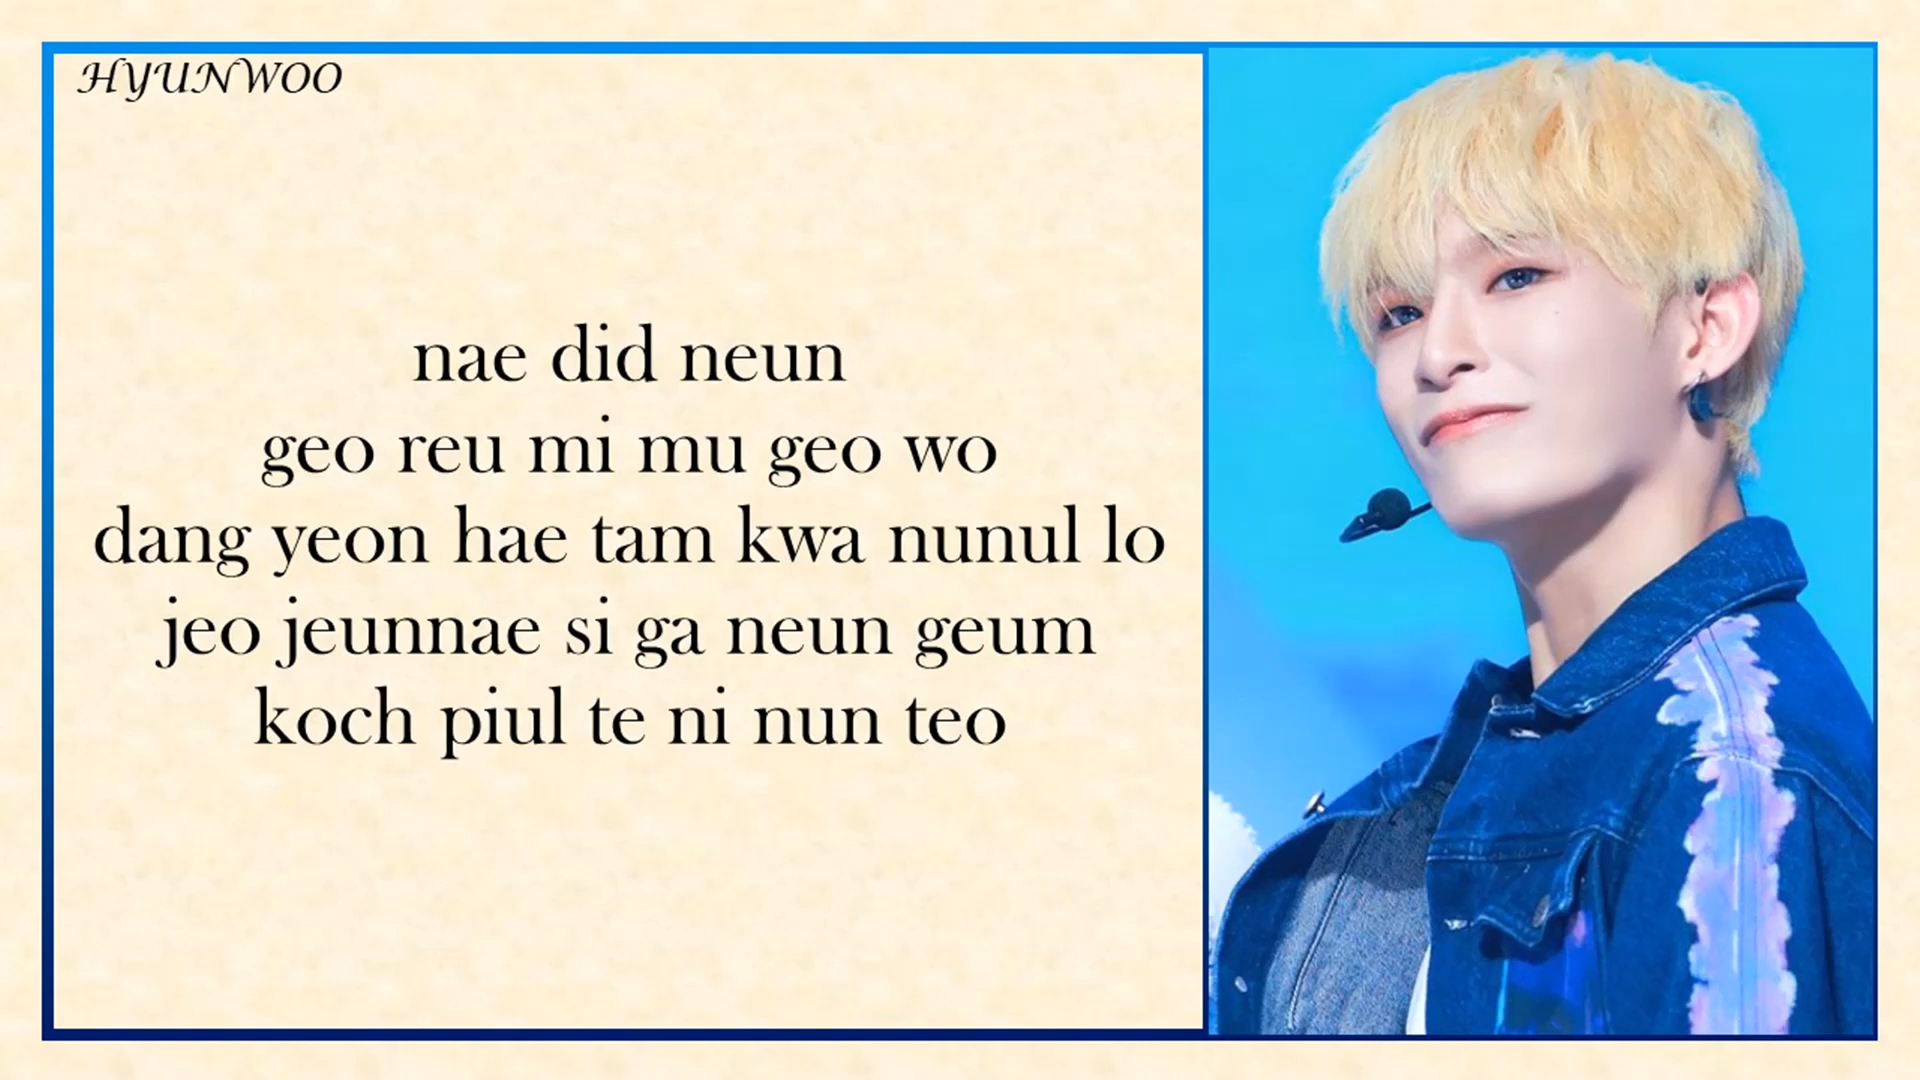 HYUNWOO
nae did neun
geo reu mi mu geo wo
dang yeon hae tam kwa nunul lo
jeo jeunnae si ga neun geum
koch piul te ni nun teo